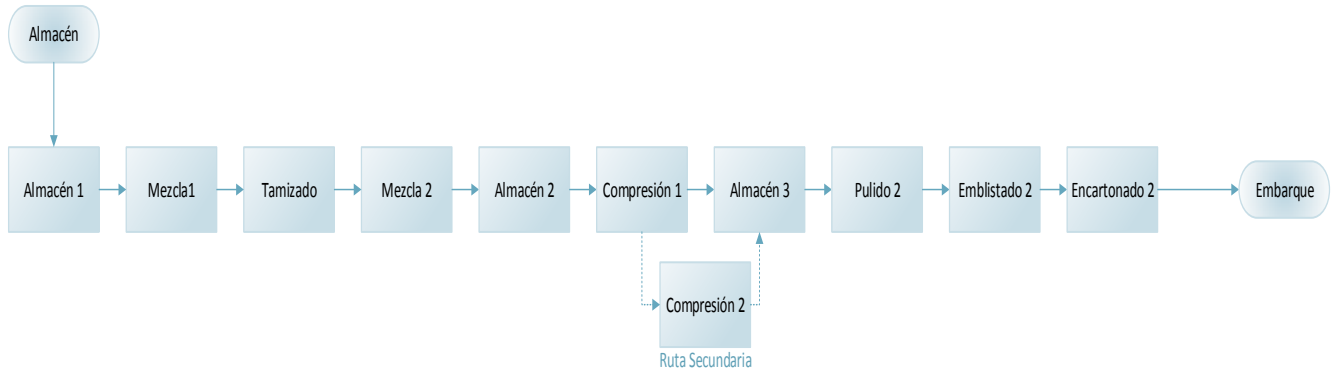 Almacén
Almacén 1
Mezcla1
Tamizado
Mezcla 2
Almacén 2
Compresión 1
Almacén 3
Pulido 2
Emblistado 2
Encartonado 2
Embarque
Compresión 2
Ruta Secundaria